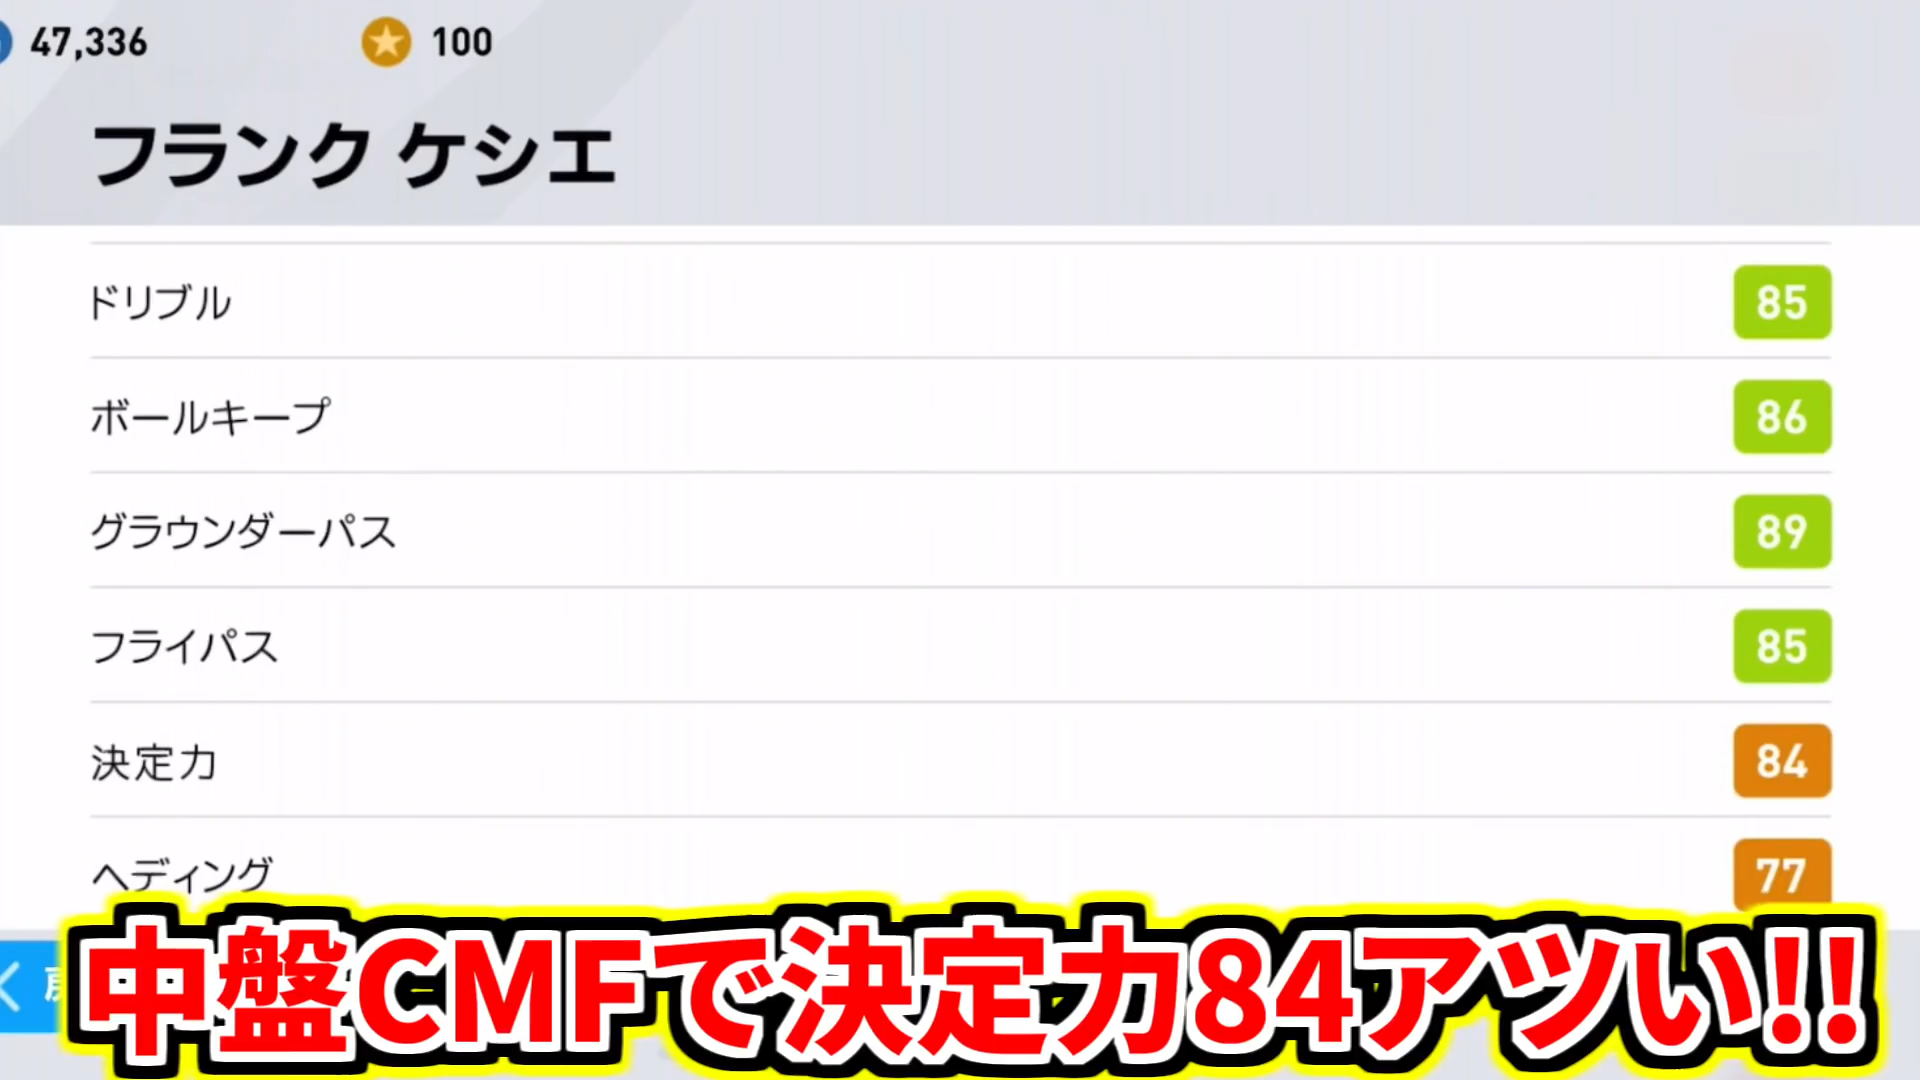 47,336 100
フランク ケシエ
ドリブル 85
ボールキープ 86
グラウンダーパス 89
フライパス 85
決定力 84
ヘディング 77
中盤CMFで決定力84アツい!!